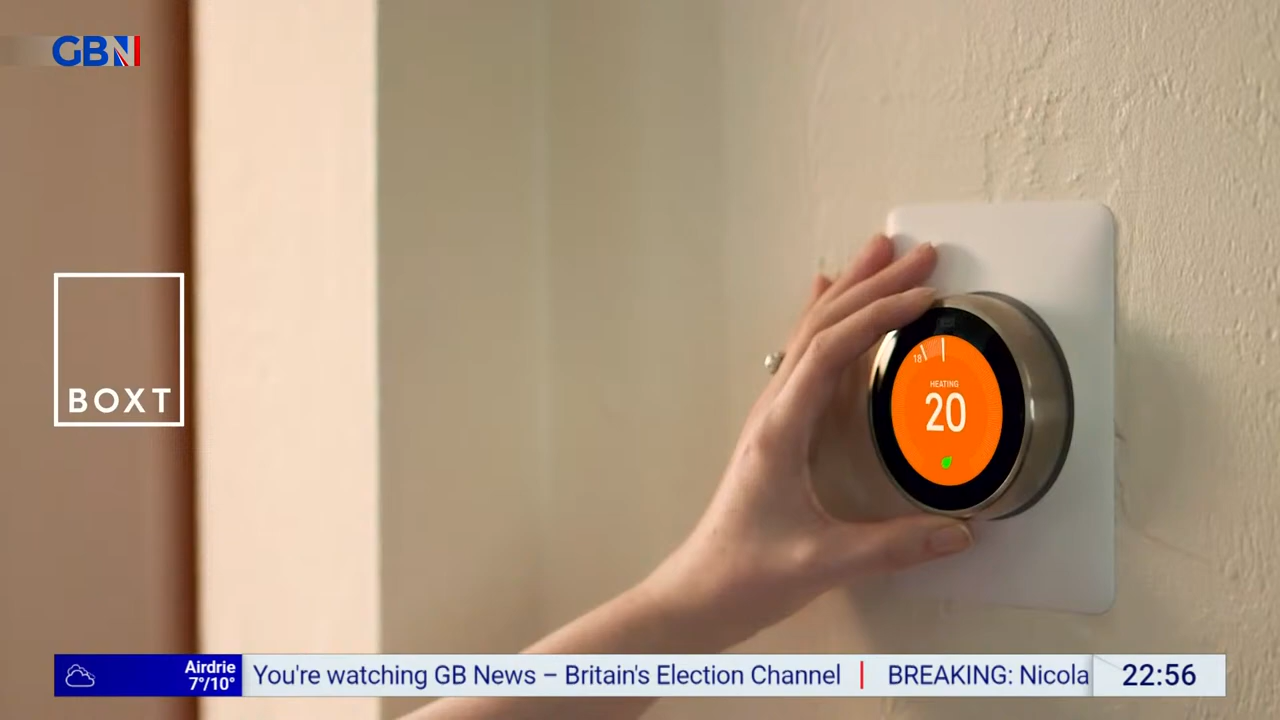 GBN
BOXT
18
HEATING
20
Airdrie
7°/10°
You're watching GB News – Britain's Election Channel
BREAKING: Nicola
22:56